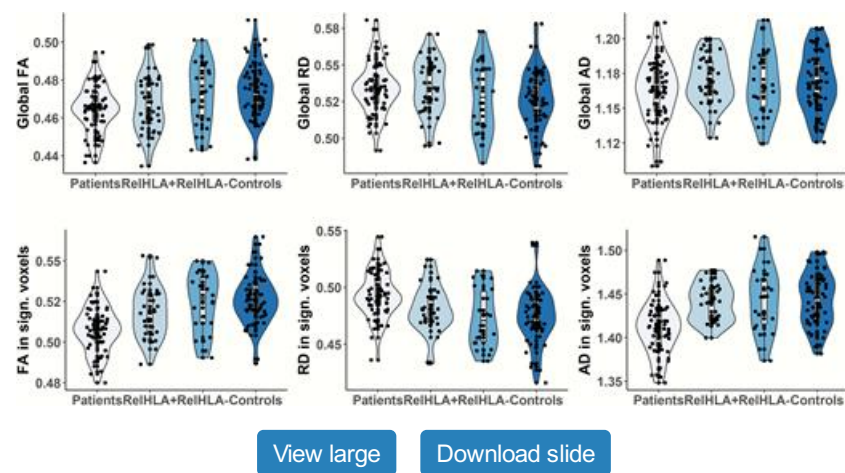 Global FA
0.50
0.48
0.46
0.44
PatientsRelHLA+RelHLA-Controls
Global RD
0.58
0.55
0.52
0.50
PatientsRelHLA+RelHLA-Controls
Global AD
1.20
1.18
1.15
1.12
PatientsRelHLA+RelHLA-Controls
FA in sign. voxels
0.55
0.52
0.50
0.48
PatientsRelHLA+RelHLA-Controls
RD in sign. voxels
0.55
0.50
0.45
PatientsRelHLA+RelHLA-Controls
AD in sign. voxels
1.50
1.45
1.40
1.35
PatientsRelHLA+RelHLA-Controls
View large
Download slide